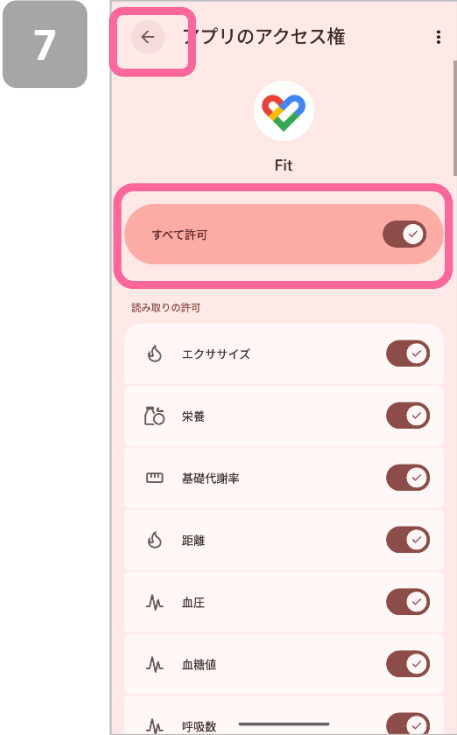 7
アプリのアクセス権
Fit
すべて許可
読み取りの許可
エクササイズ
栄養
基礎代謝率
距離
血圧
血糖値
呼吸数